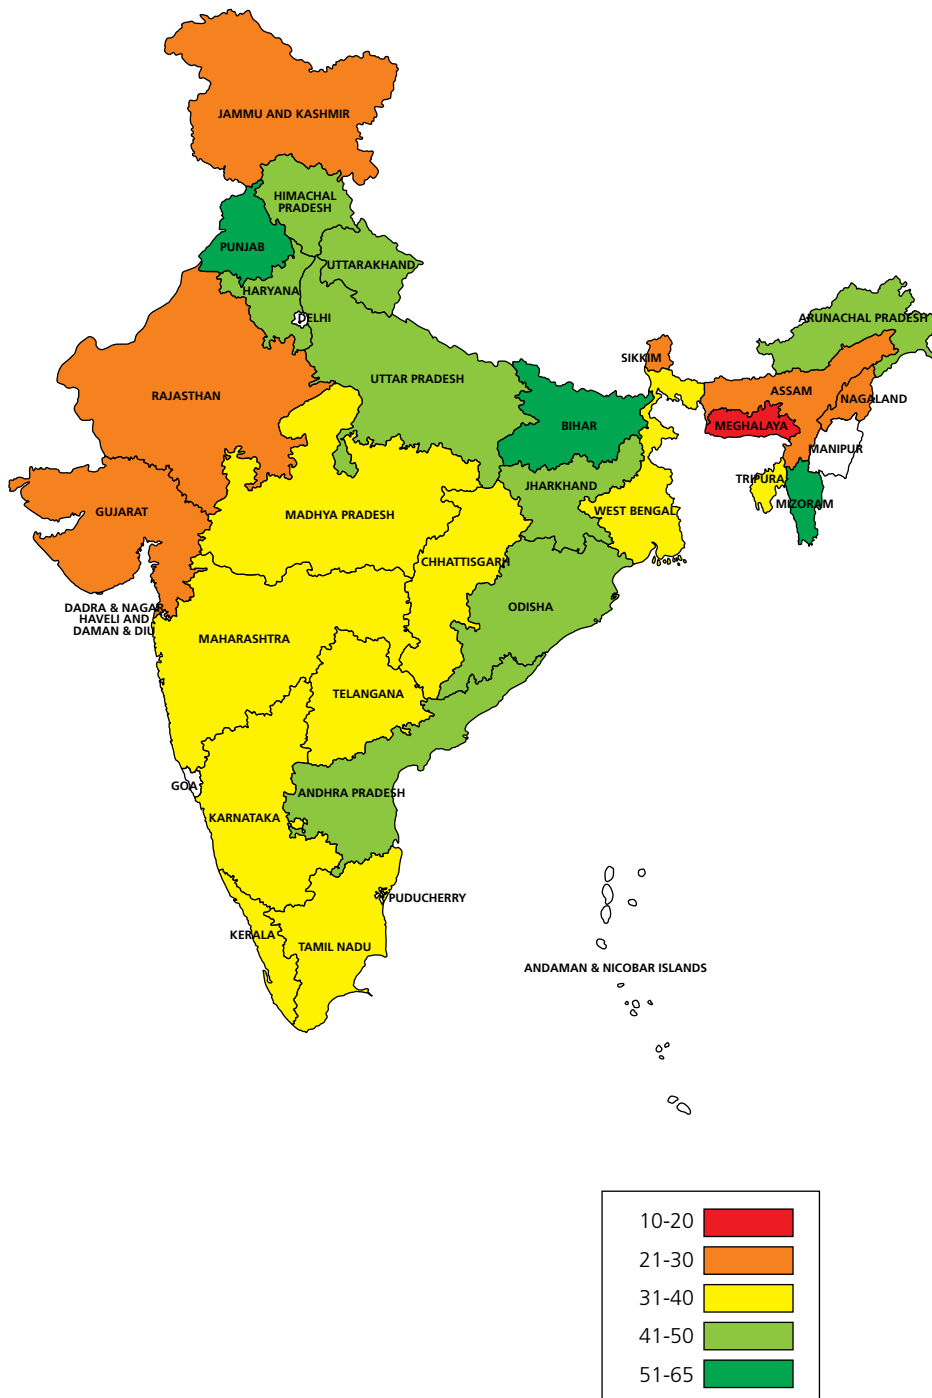 JAMMU AND KASHMIR
HIMACHAL
PRADESH
PUNJAB
UTTARAKHAND
HARYANA
DELHI
ARUNACHAL PRADESH
SIKKIM
UTTAR PRADESH
RAJASTHAN
ASSAM
NAGALAND
BIHAR
MEGHALAYA
MANIPUR
TRIPURA
JHARKHAND
MIZORAM
GUJARAT
MADHYA PRADESH
WEST BENGAL
CHHATTISGARH
DADRA & NAGAR
HAVELI AND
DAMAN & DIU
ODISHA
MAHARASHTRA
TELANGANA
GOA
ANDHRA PRADESH
KARNATAKA
PUDUCHERRY
KERALA
TAMIL NADU
ANDAMAN & NICOBAR ISLANDS
10-20
21-30
31-40
41-50
51-65